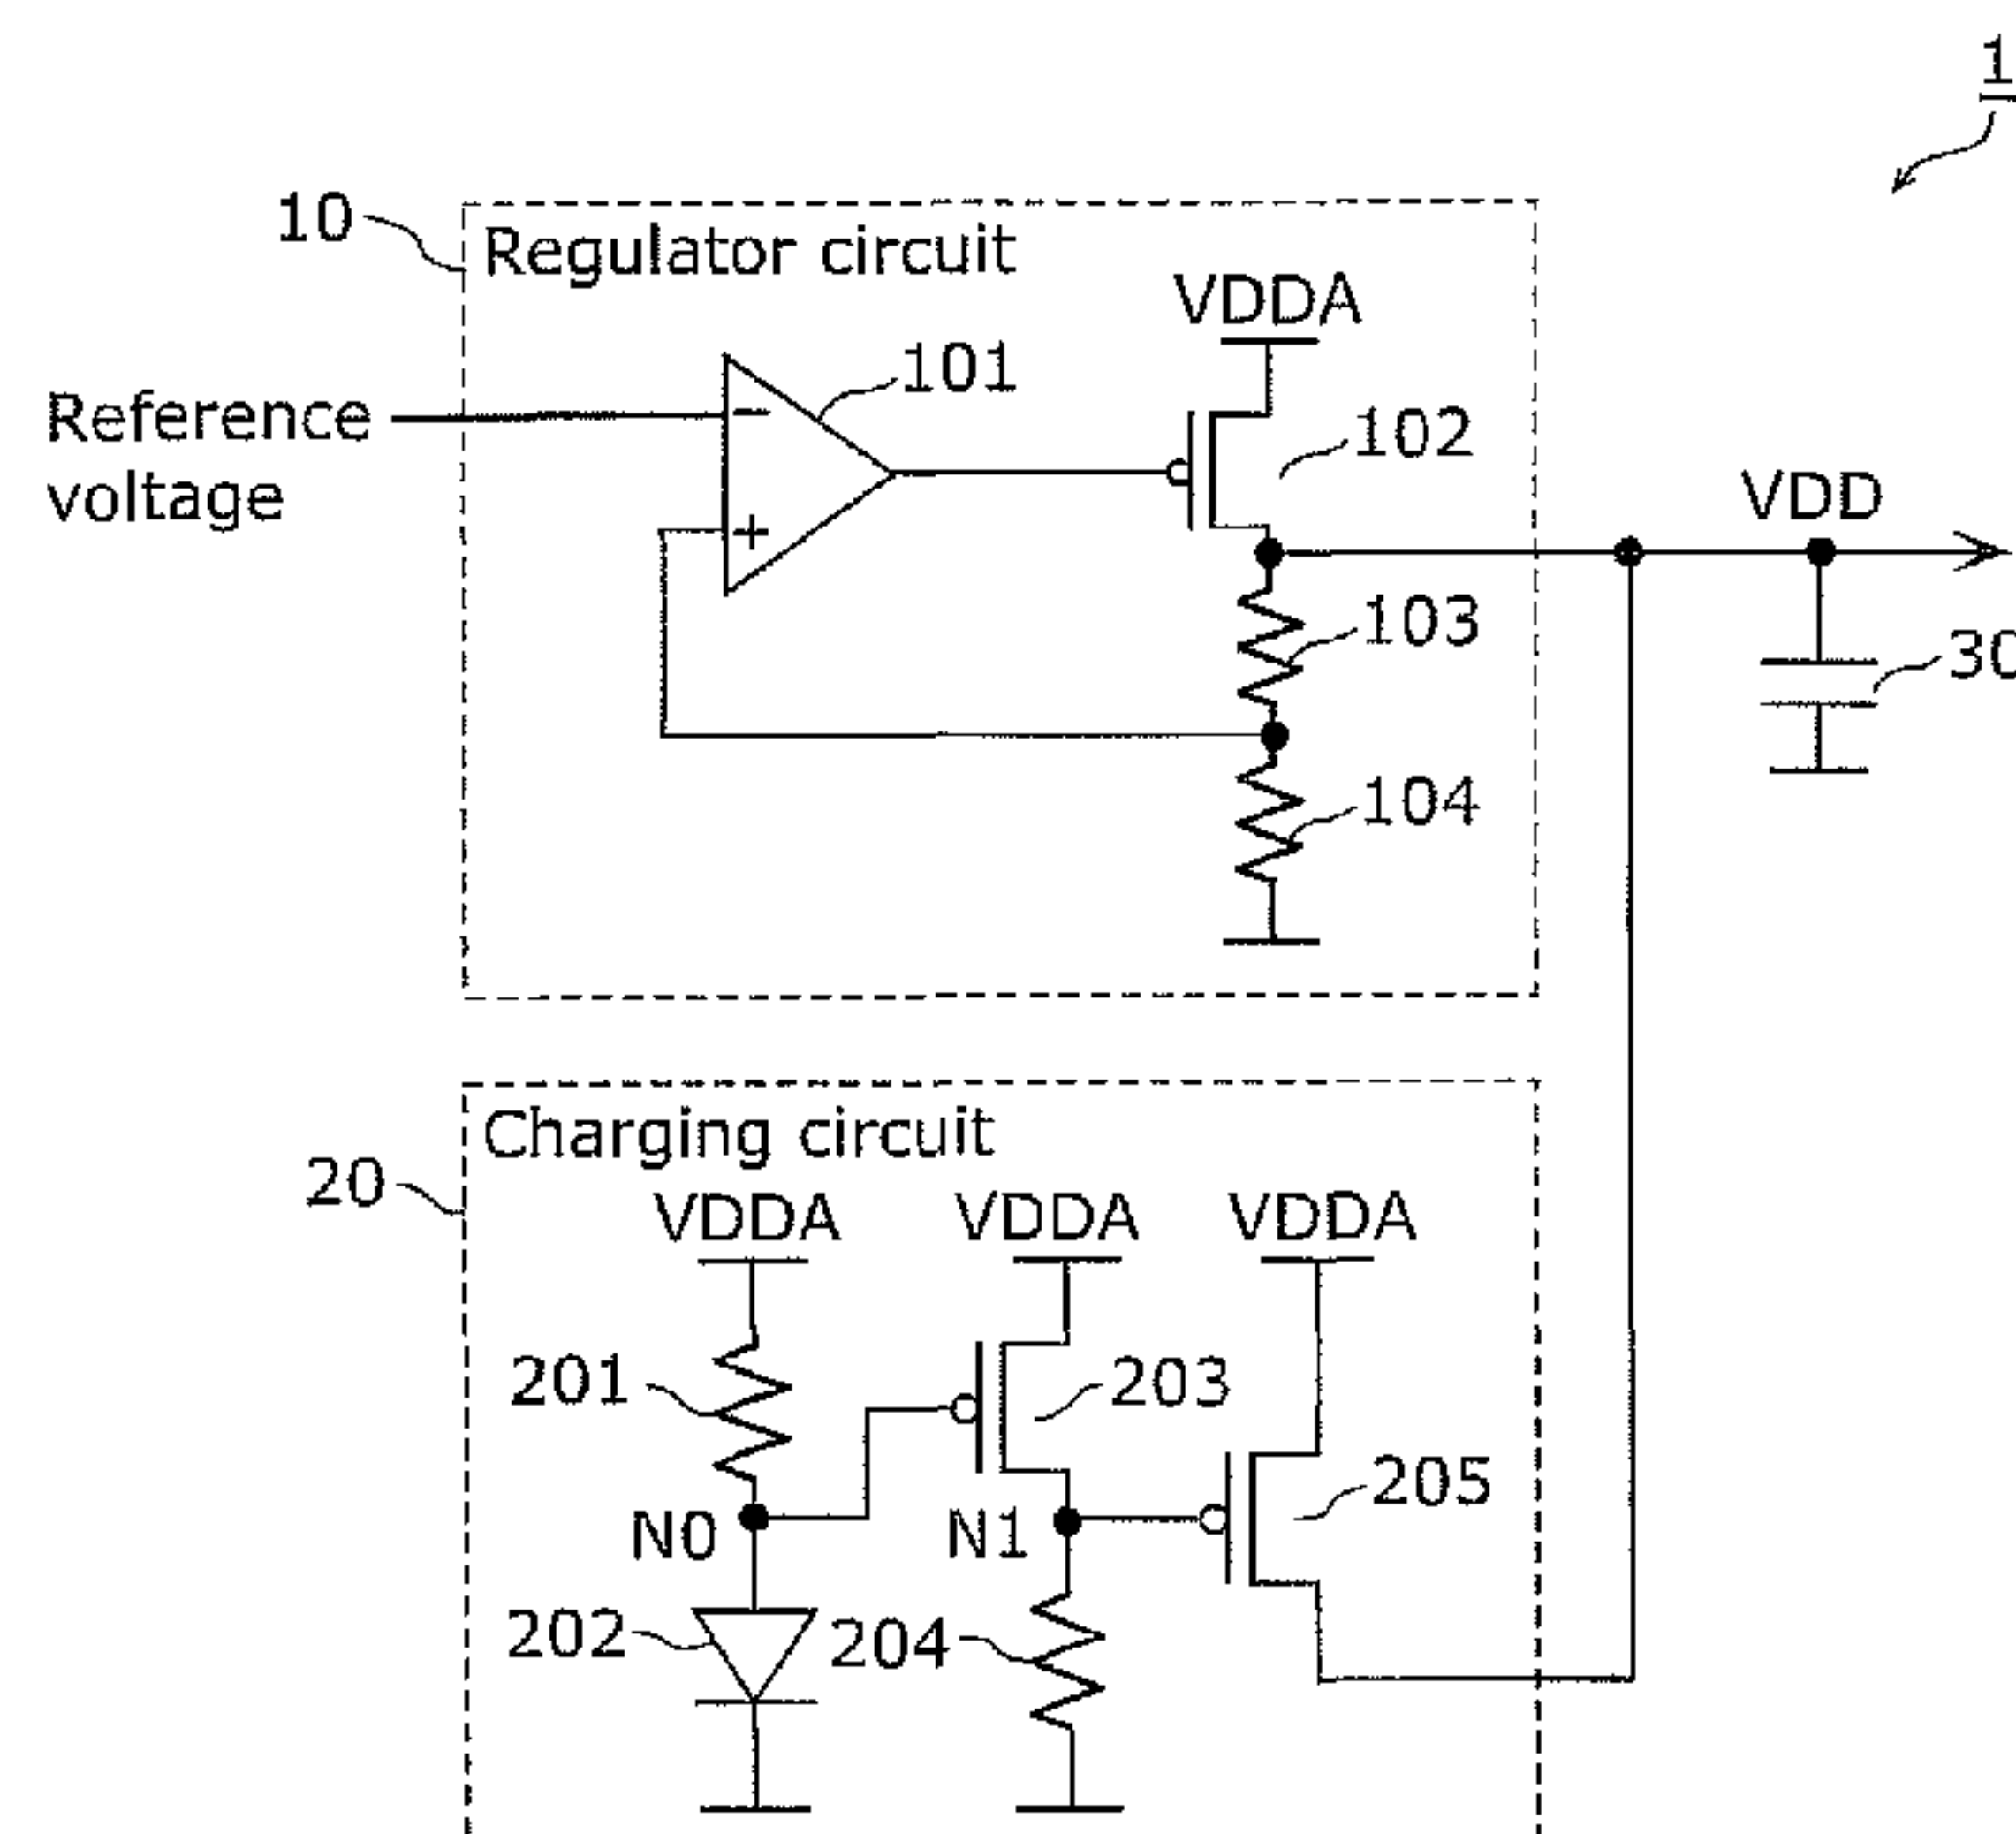 1
10
Regulator circuit
VDDA
101
Reference
voltage
-
102
VDD
+
103
30
104
Charging circuit
20
VDDA VDDA VDDA
201
203
205
N0
N1
202
204